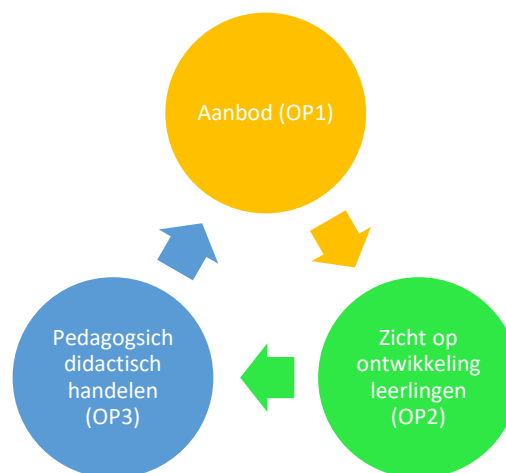 Aanbod (OP1)
Pedagogsich
didactisch
handelen
(OP3)
Zicht op
ontwikkeling
leerlingen
(OP2)